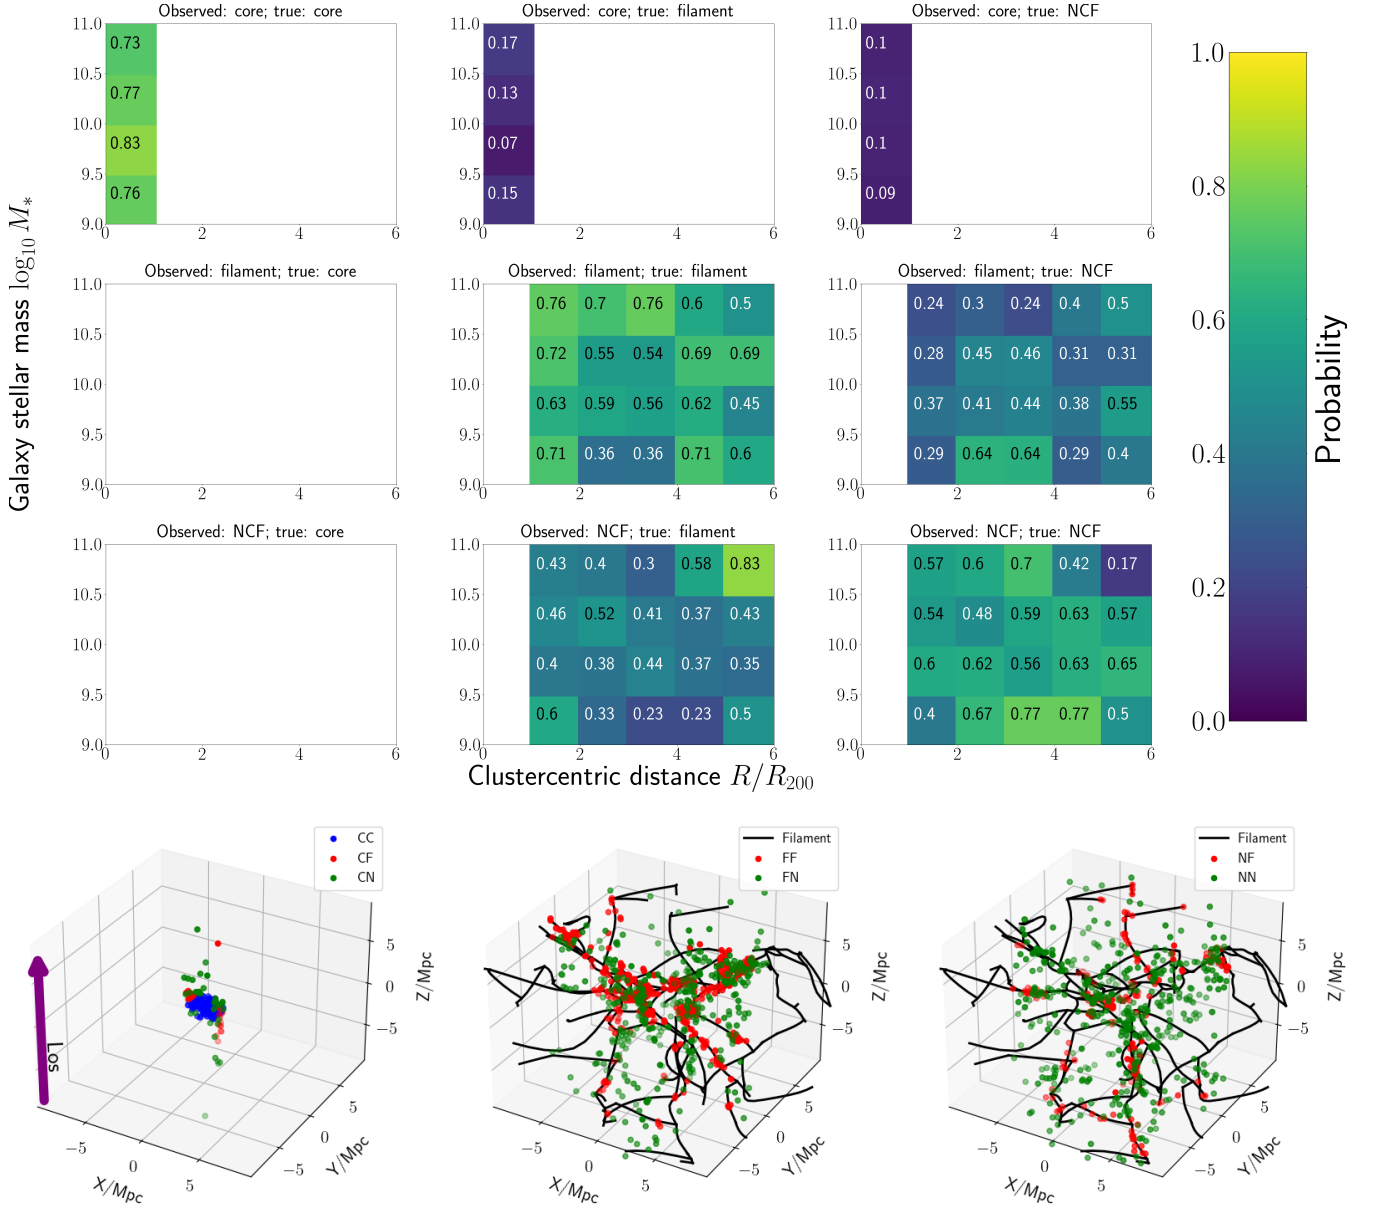 Observed: core; true: core
Observed: core; true: filament
Observed: core; true: NCF
11.0
0.73
10.5
0.77
10.0
0.83
9.5
0.76
9.0
0 2 4 6
11.0
0.17
10.5
0.13
10.0
0.07
9.5
0.15
9.0
0 2 4 6
11.0
0.1
10.5
0.1
10.0
0.1
9.5
0.09
9.0
0 2 4 6
Galaxy stellar mass log10 M*
Observed: filament; true: core
Observed: filament; true: filament
Observed: filament; true: NCF
11.0
10.5
10.0
9.5
9.0
0 2 4 6
11.0
0.76 0.7 0.76 0.6 0.5
10.5
0.72 0.55 0.54 0.69 0.69
10.0
0.63 0.59 0.56 0.62 0.45
9.5
0.71 0.36 0.36 0.71 0.6
9.0
0 2 4 6
11.0
0.24 0.3 0.24 0.4 0.5
10.5
0.28 0.45 0.46 0.31 0.31
10.0
0.37 0.41 0.44 0.38 0.55
9.5
0.29 0.64 0.64 0.29 0.4
9.0
0 2 4 6
Observed: NCF; true: core
Observed: NCF; true: filament
Observed: NCF; true: NCF
11.0
10.5
10.0
9.5
9.0
0 2 4 6
11.0
0.43 0.4 0.3 0.58 0.83
10.5
0.46 0.52 0.41 0.37 0.43
10.0
0.4 0.38 0.44 0.37 0.35
9.5
0.6 0.33 0.23 0.23 0.5
9.0
0 2 4 6
11.0
0.57 0.6 0.7 0.42 0.17
10.5
0.54 0.48 0.59 0.63 0.57
10.0
0.6 0.62 0.56 0.63 0.65
9.5
0.4 0.67 0.77 0.77 0.5
9.0
0 2 4 6
Clustercentric distance R/R200
1.0
0.8
0.6
0.4
0.2
0.0
Probability
CC
CF
CN
Los
5
0
−5
Z/Mpc
−5
0
5
X/Mpc
5
0
−5
Y/Mpc
Filament
FF
FN
5
0
−5
Z/Mpc
−5
0
5
X/Mpc
5
0
−5
Y/Mpc
Filament
NF
NN
5
0
−5
Z/Mpc
−5
0
5
X/Mpc
5
0
−5
Y/Mpc